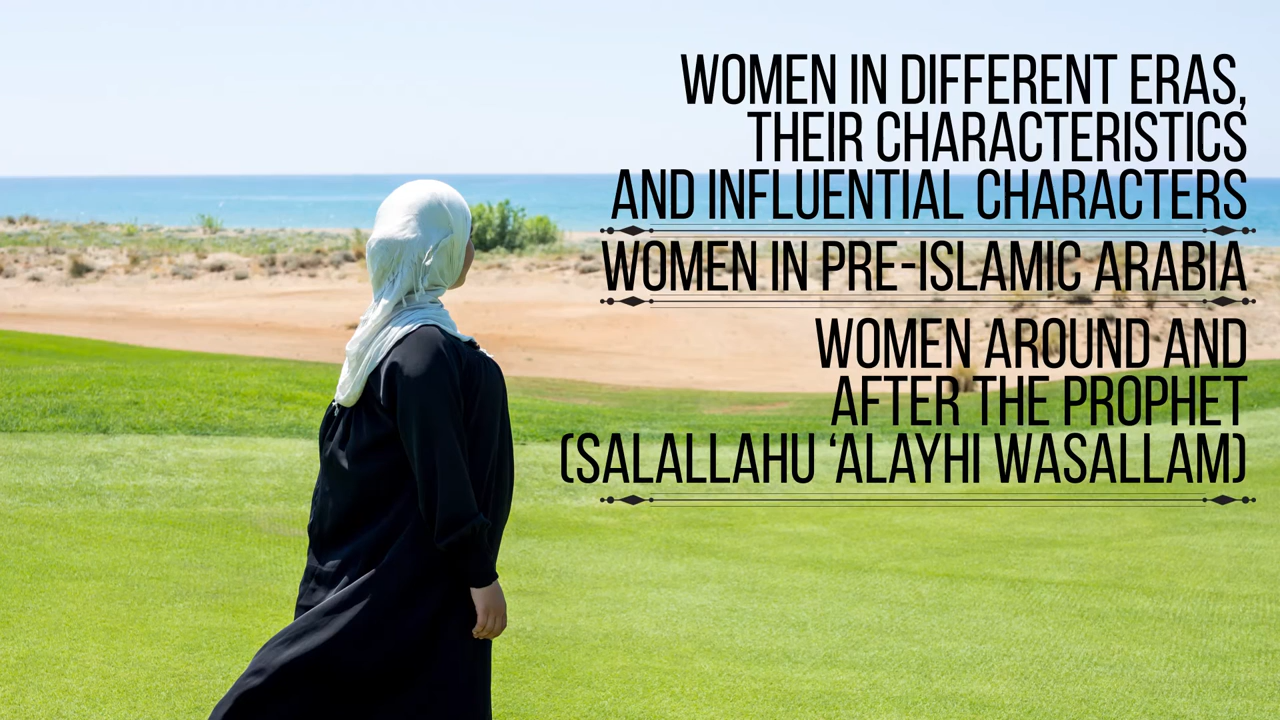 WOMEN IN DIFFERENT ERAS,
THEIR CHARACTERISTICS
AND INFLUENTIAL CHARACTERS
WOMEN IN PRE-ISLAMIC ARABIA
WOMEN AROUND AND
AFTER THE PROPHET
(SALALLAHU ‘ALAYHI WASALLAM)